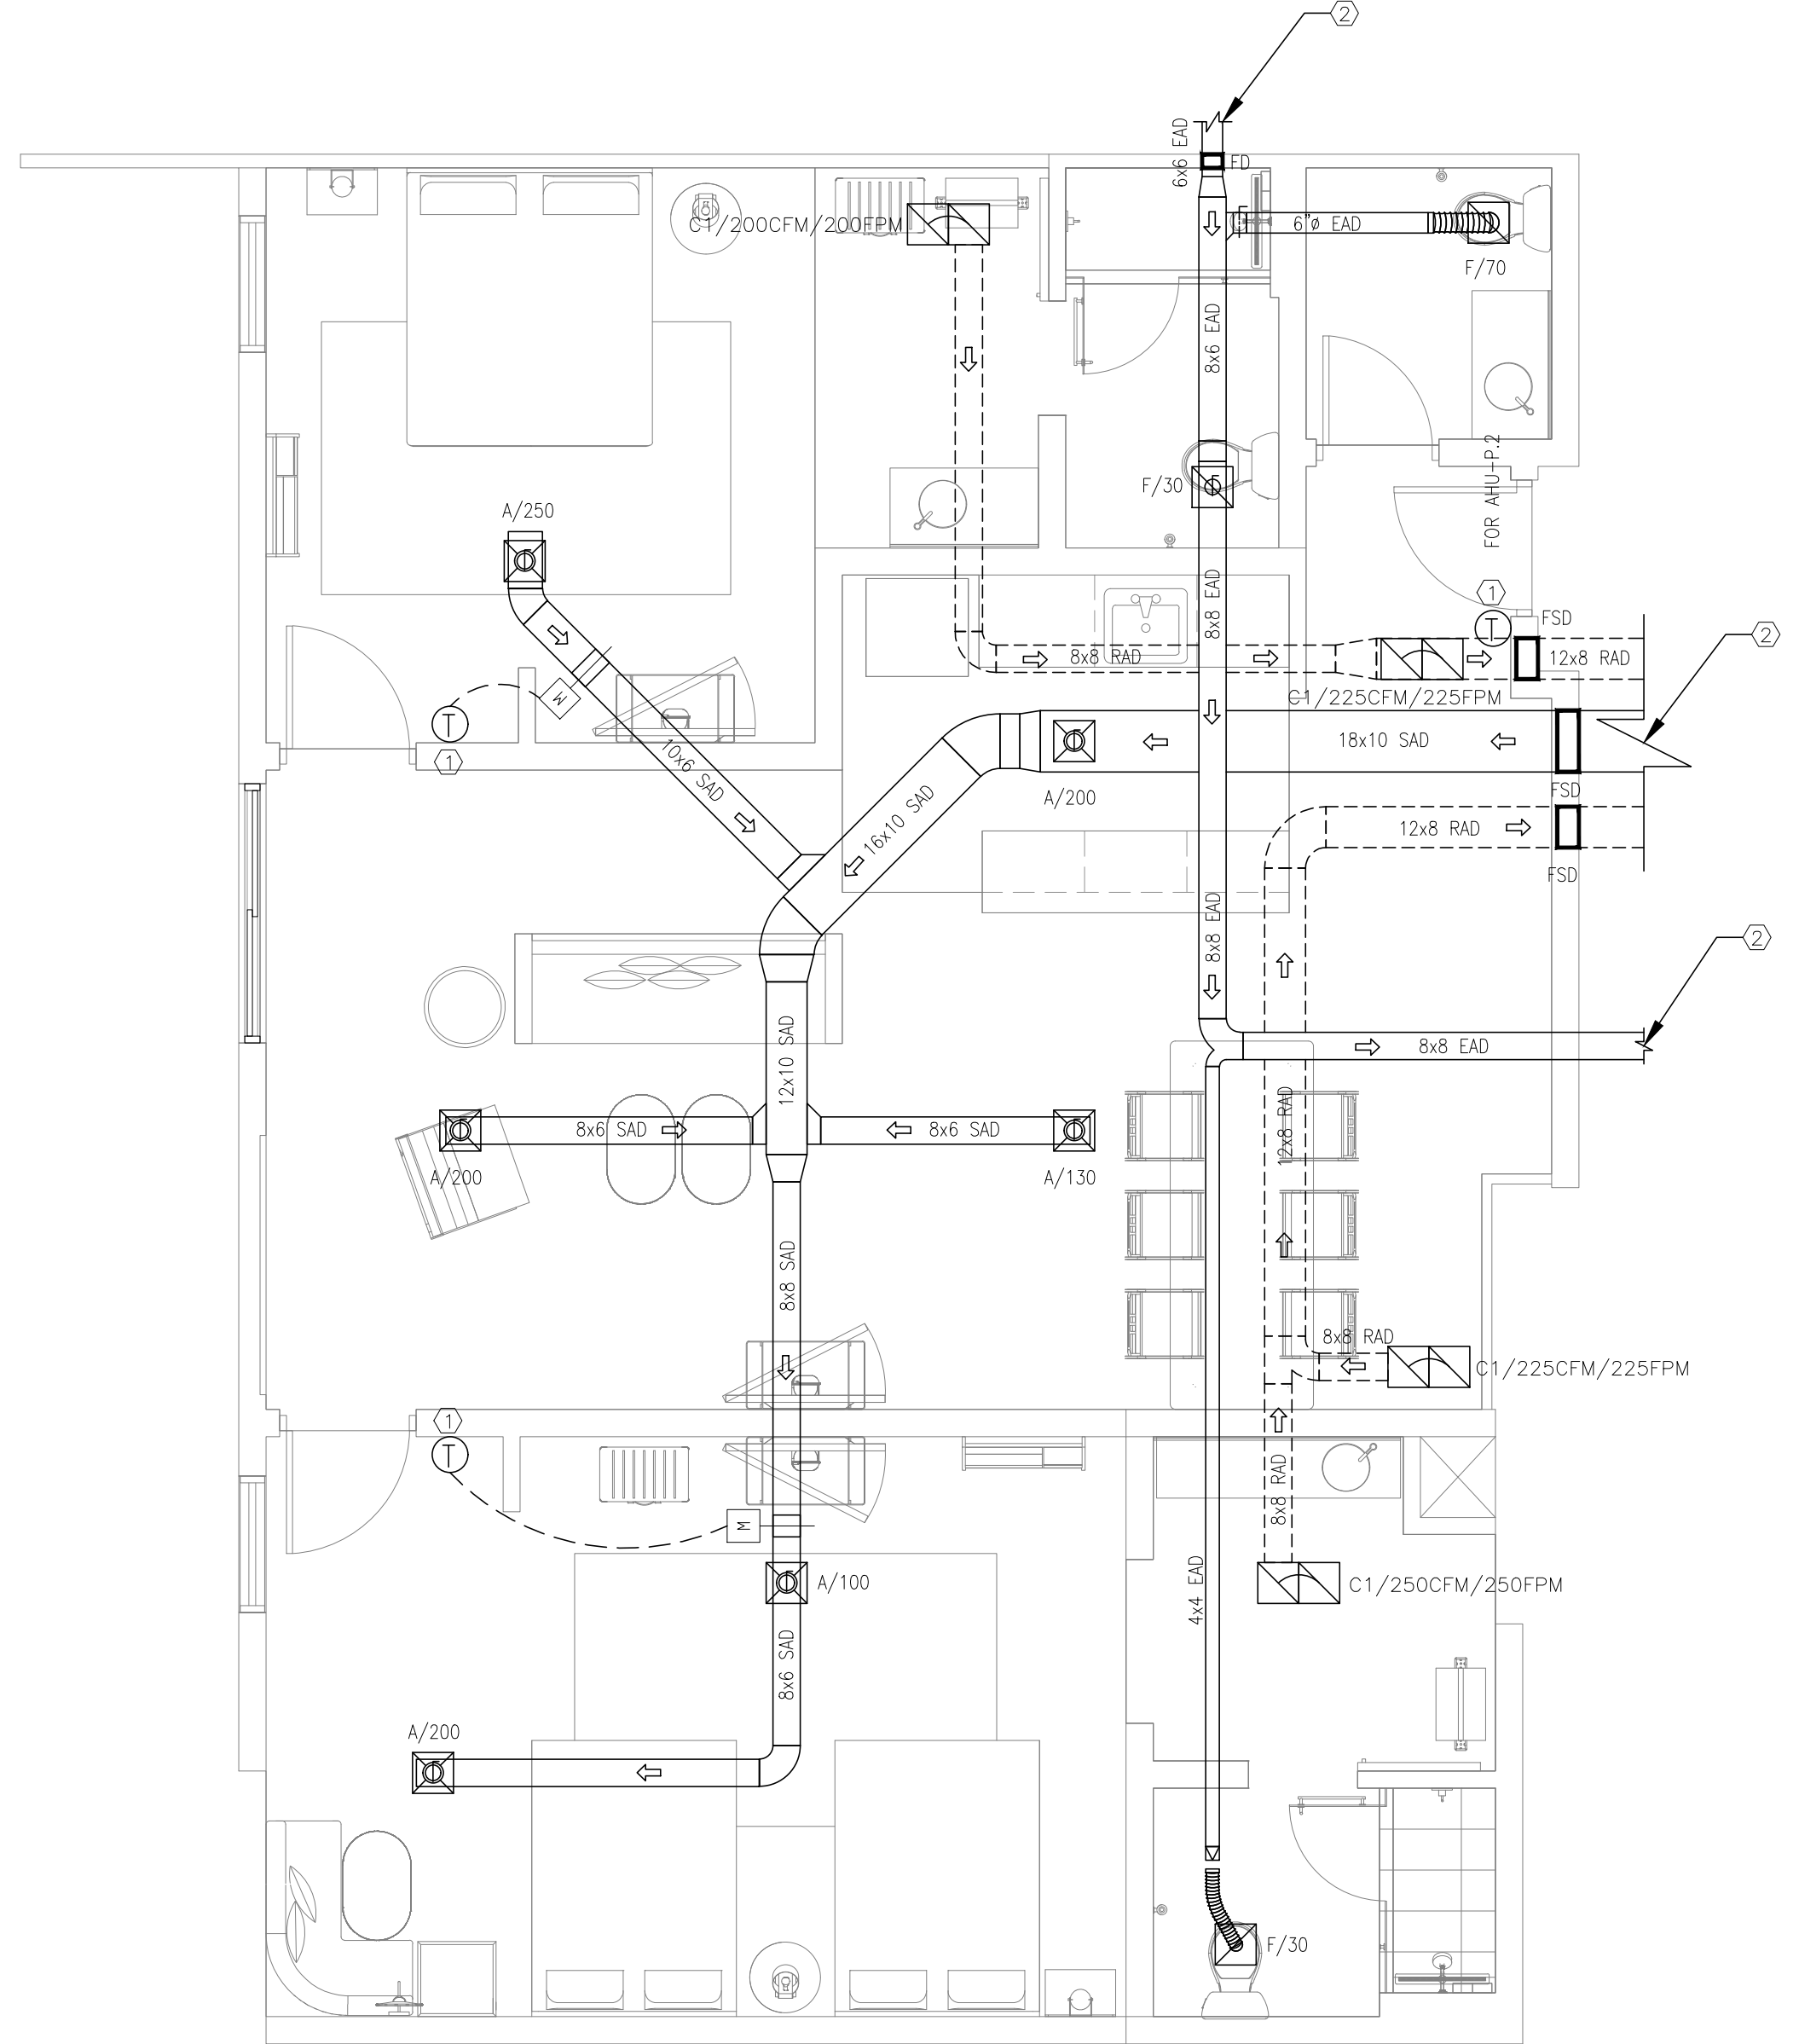 2
6x6 EAD
FD
C1/200CFM/200FPM
6"ø EAD
F/70
8x6 EAD
FOR AHU-P.2
F/30
A/250
8x8 EAD
1
T
FSD
2
8x8 RAD
12x8 RAD
C1/225CFM/225FPM
M
T
1
10x6 SAD
18x10 SAD
A/200
FSD
16x10 SAD
12x8 RAD
FSD
8x8 EAD
2
12x10 SAD
8x8 EAD
8x6 SAD
8x6 SAD
12x8 RAD
A/200
A/130
8x8 SAD
8x8 RAD
C1/225CFM/225FPM
1
T
8x8 RAD
M
A/100
C1/250CFM/250FPM
4x4 EAD
8x6 SAD
A/200
F/30